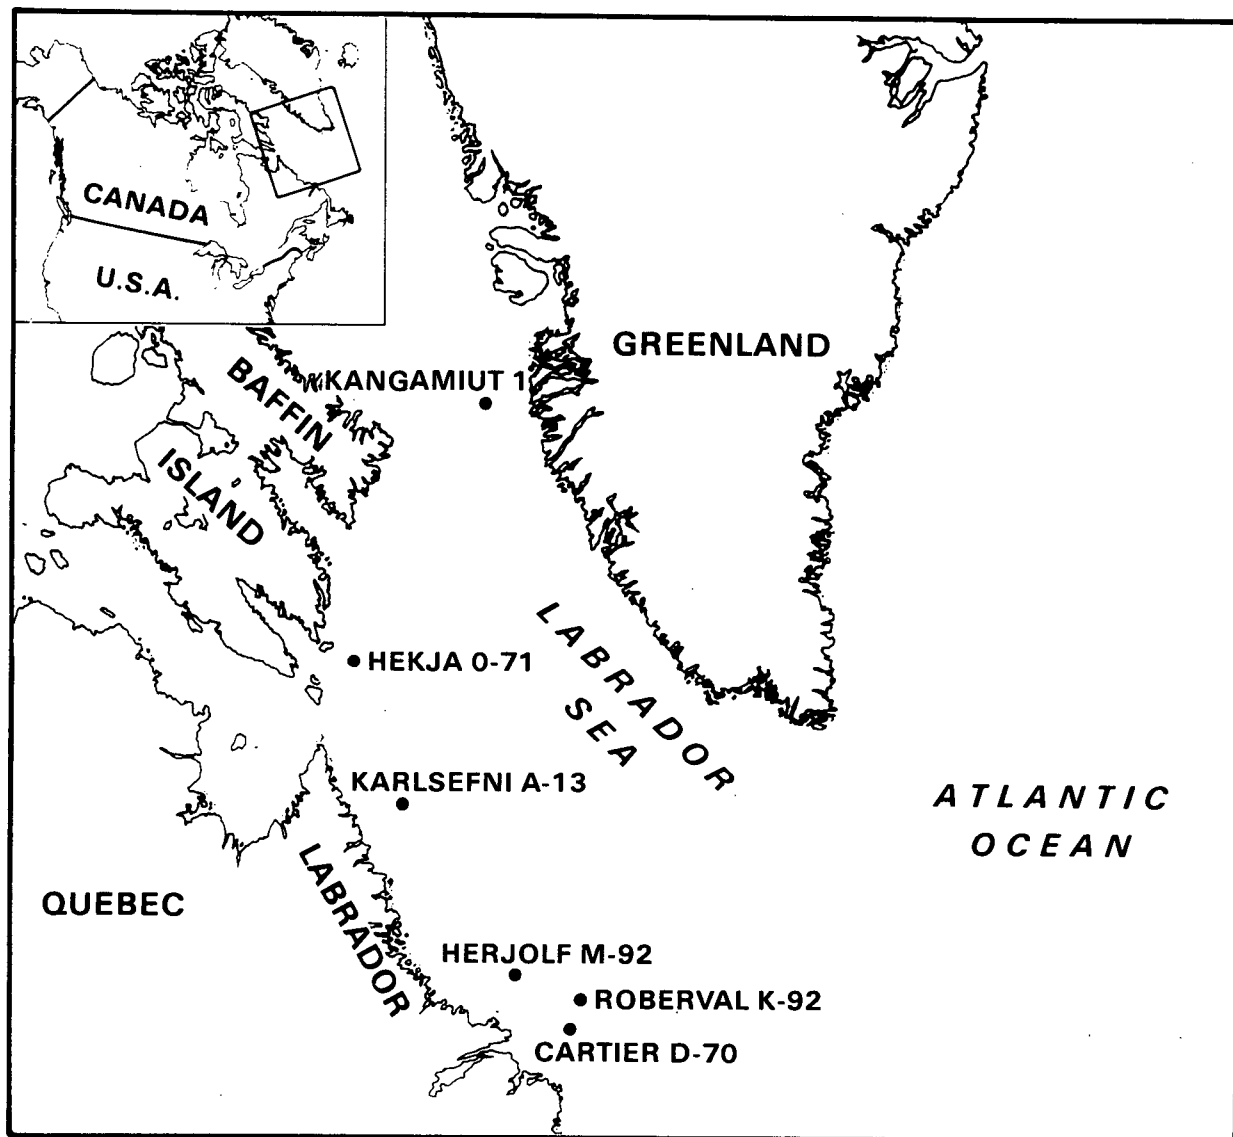 CANADA
U.S.A.
GREENLAND
BAFFIN
ISLAND
KANGAMIUT 1
HEKJA O-71
LABRADOR
SEA
KARLSEFNI A-13
ATLANTIC
OCEAN
QUEBEC
LABRADOR
HERJOLF M-92
ROBERVAL K-92
CARTIER D-70